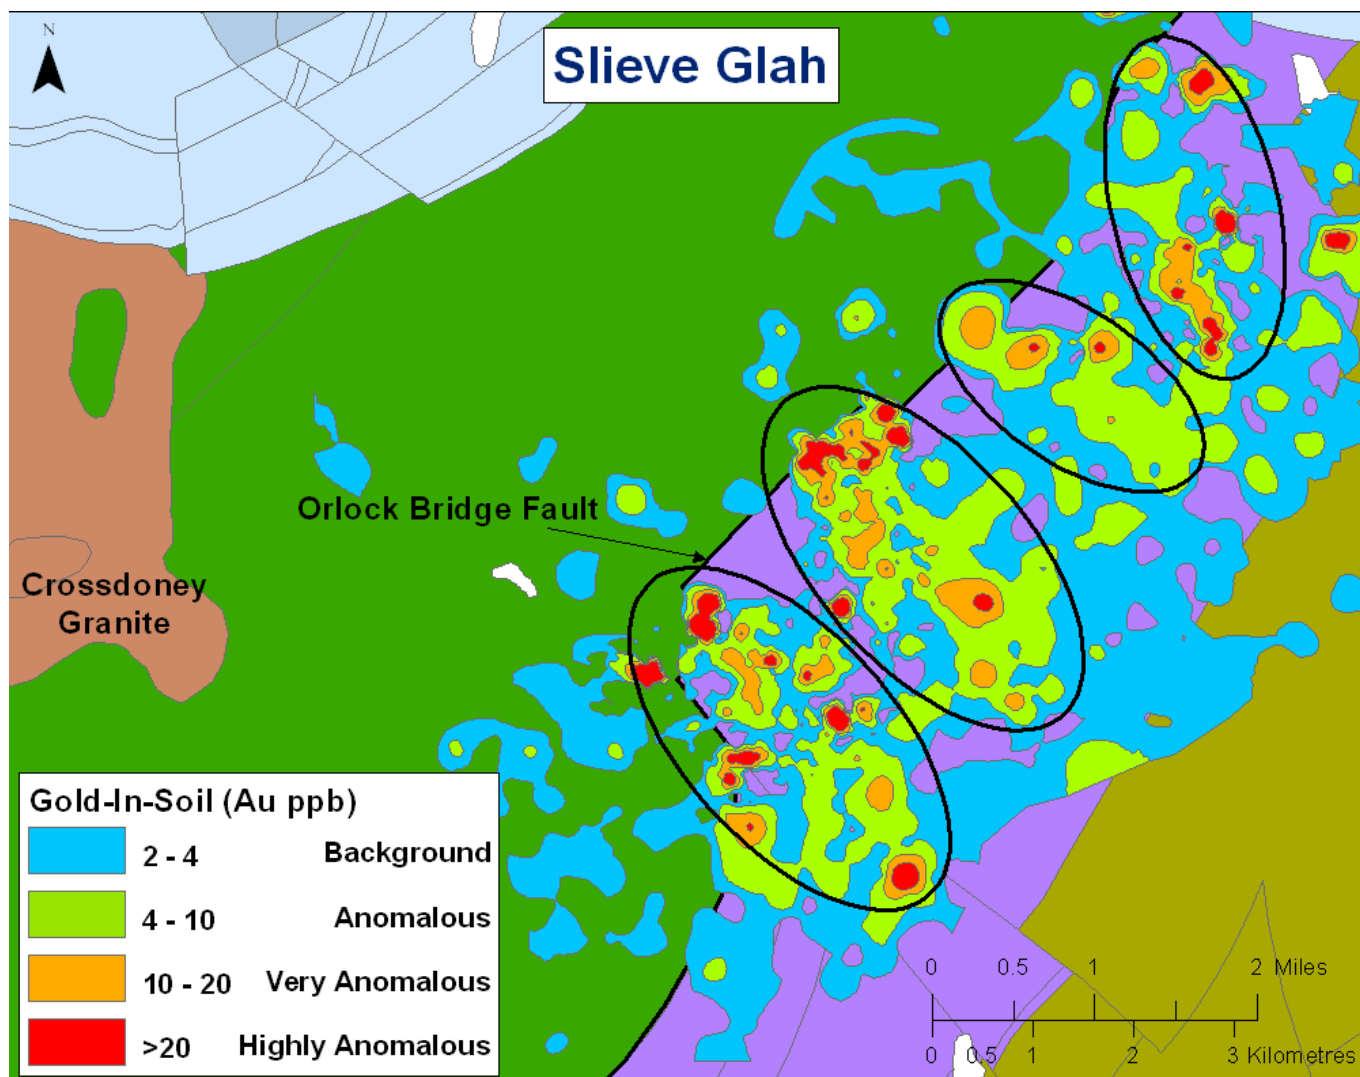 N
Slieve Glah
Orlock Bridge Fault
Crossdoney
Granite
Gold-In-Soil (Au ppb)
2 - 4 Background
4 - 10 Anomalous
10 - 20 Very Anomalous
>20 Highly Anomalous
0 0.5 1 2 Miles
0 0.5 1 2 3 Kilometres